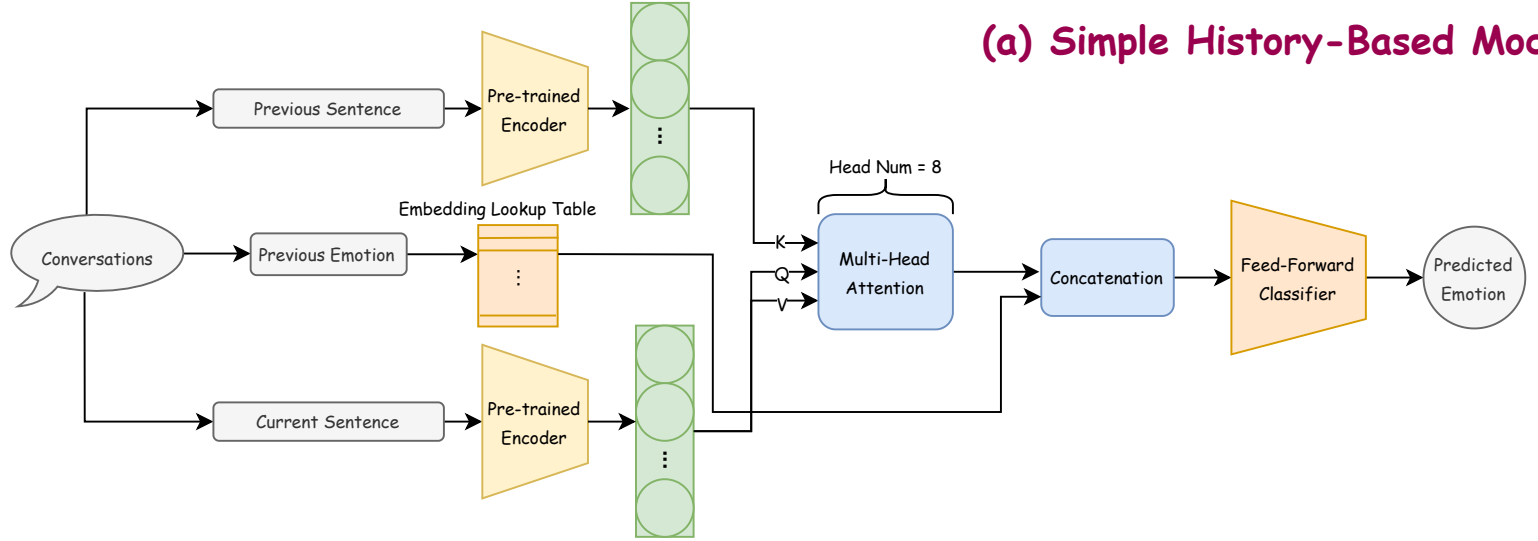 (a) Simple History-Based
Previous Sentence
Pre-trained
Encoder
Head Num = 8
Embedding Lookup Table
Conversations
Previous Emotion
K
Q
V
Multi-Head
Attention
Concatenation
Feed-Forward
Classifier
Predicted
Emotion
Current Sentence
Pre-trained
Encoder